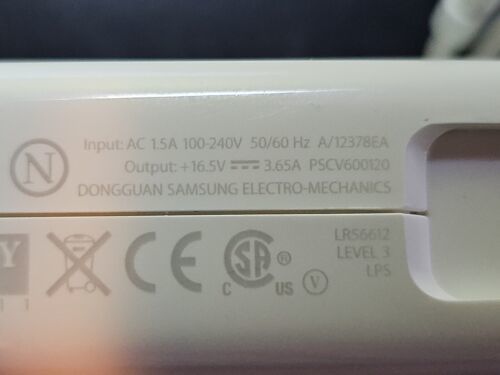 N
Input: AC 1.5A 100-240V 50/60 Hz A/12378EA
Output: +16.5V ⎓ 3.65A PSCV600120
DONGGUAN SAMSUNG ELECTRO-MECHANICS
Y
CE
CSA ®
C US V
LR56612
LEVEL 3
LPS